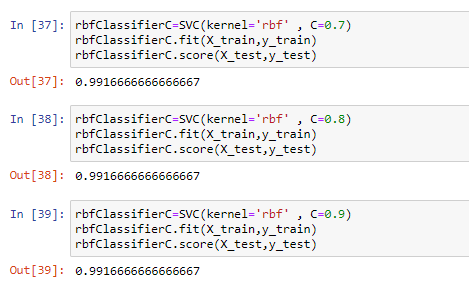 In [37]: rbfClassifierC=SVC(kernel='rbf' , C=0.7)
rbfClassifierC.fit(X_train,y_train)
rbfClassifierC.score(X_test,y_test)
Out[37]: 0.9916666666666667
In [38]: rbfClassifierC=SVC(kernel='rbf' , C=0.8)
rbfClassifierC.fit(X_train,y_train)
rbfClassifierC.score(X_test,y_test)
Out[38]: 0.9916666666666667
In [39]: rbfClassifierC=SVC(kernel='rbf' , C=0.9)
rbfClassifierC.fit(X_train,y_train)
rbfClassifierC.score(X_test,y_test)
Out[39]: 0.9916666666666667